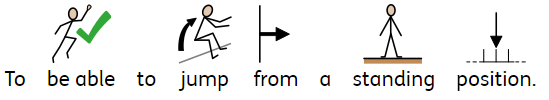 To be able to jump from a standing position.